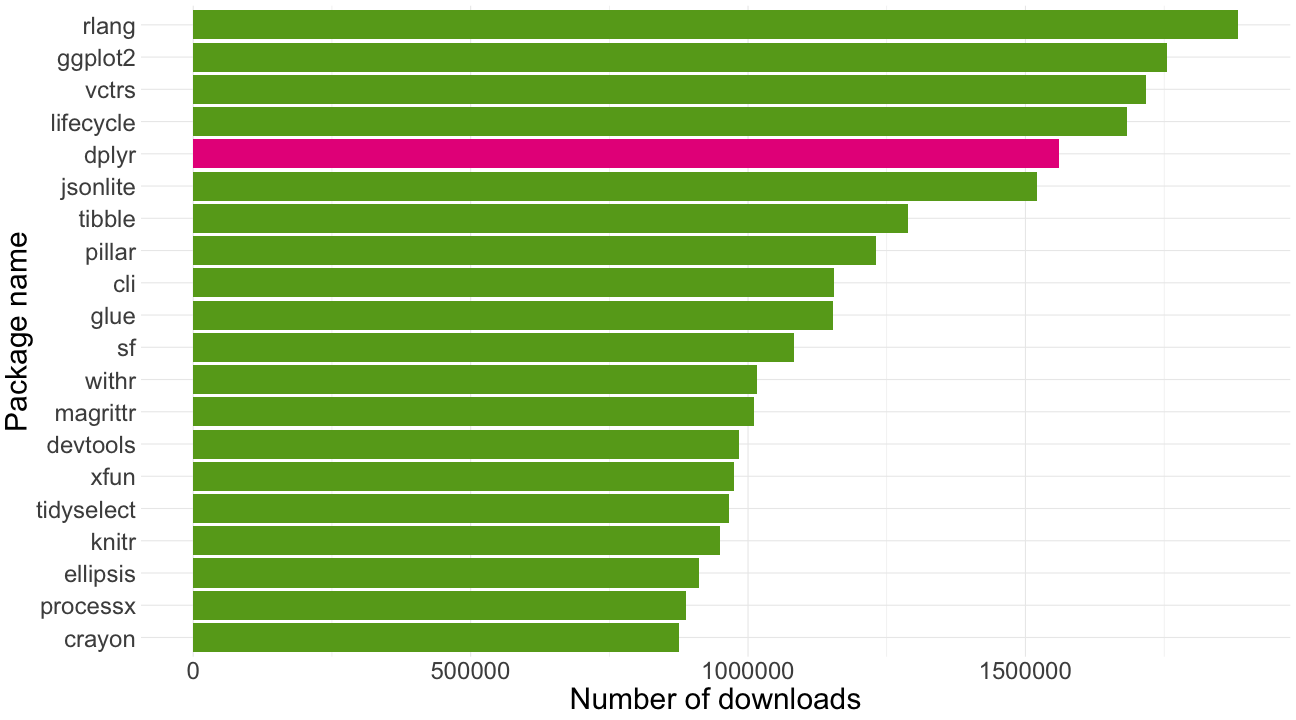 Package name
rlang
ggplot2
vctrs
lifecycle
dplyr
jsonlite
tibble
pillar
cli
glue
sf
withr
magrittr
devtools
xfun
tidyselect
knitr
ellipsis
processx
crayon
0 500000 1000000 1500000
Number of downloads